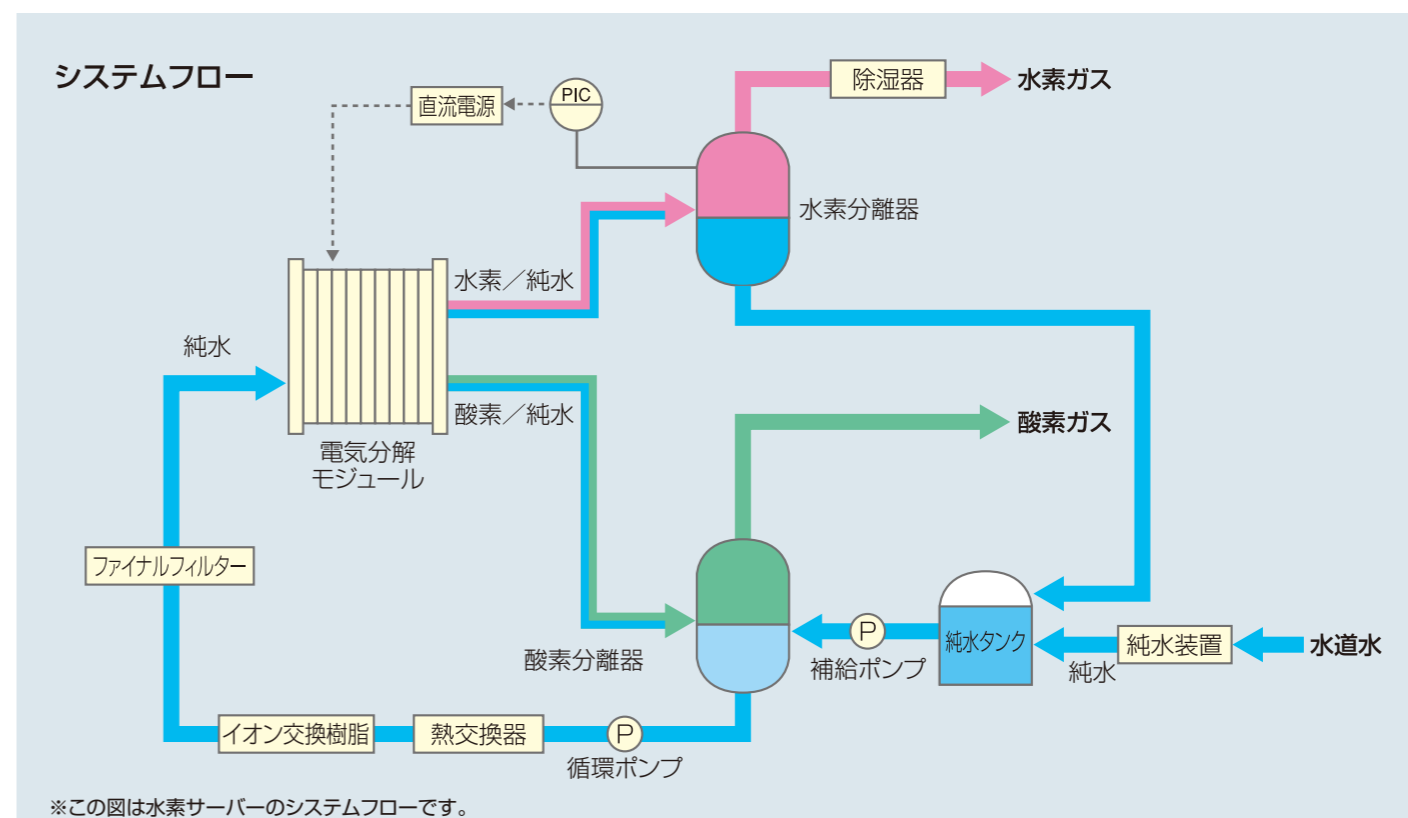 システムフロー
直流電源
PIC
除湿器
水素ガス
水素分離器
水素／純水
純水
酸素／純水
酸素ガス
電気分解
モジュール
ファイナルフィルター
酸素分離器
P
補給ポンプ
純水タンク
純水
純水装置
水道水
イオン交換樹脂
熱交換器
P
循環ポンプ
※この図は水素サーバーのシステムフローです。